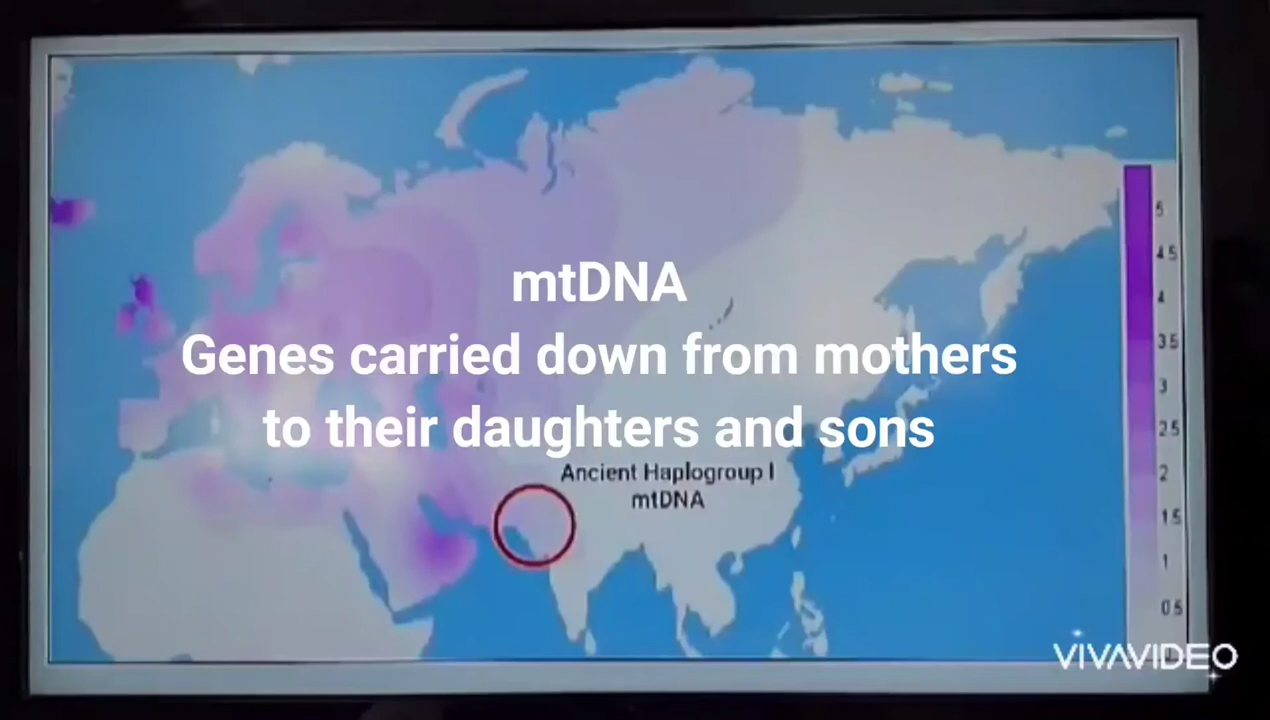 mtDNA
Genes carried down from mothers
to their daughters and sons
Ancient Haplogroup I
mtDNA
5
4.5
4
3.5
3
2.5
2
1.5
1
0.5
VIVAVIDEO